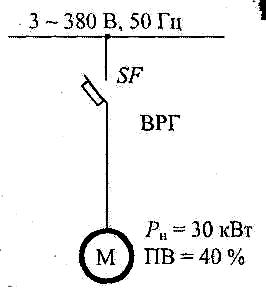 3 ~ 380 В, 50 Гц
SF
ВРГ
М
Pн = 30 кВт
ПВ = 40 %